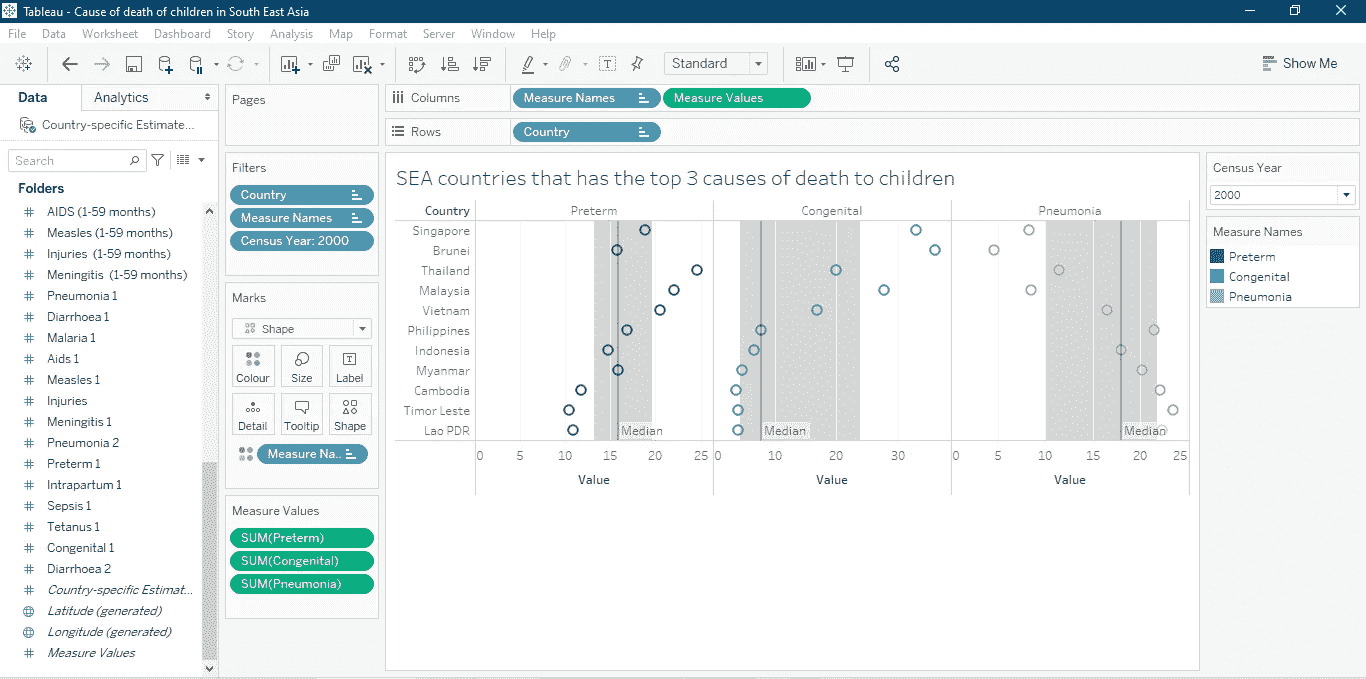 Tableau - Cause of death of children in South East Asia
File Data Worksheet Dashboard Story Analysis Map Format Server Window Help
Standard
Show Me
Data Analytics
Country-specific Estimate...
Search
Folders
AIDS (1-59 months)
Measles (1-59 months)
Injuries (1-59 months)
Meningitis (1-59 months)
Pneumonia 1
Diarrhoea 1
Malaria 1
Aids 1
Measles 1
Injuries
Meningitis 1
Pneumonia 2
Preterm 1
Intrapartum 1
Sepsis 1
Tetanus 1
Congenital 1
Diarrhoea 2
Country-specific Estimat...
Latitude (generated)
Longitude (generated)
Measure Values
Pages
Filters
Country
Measure Names
Census Year: 2000
Marks
Shape
Colour Size Label
Detail Tooltip Shape
Measure Na..
Measure Values
SUM(Preterm)
SUM(Congenital)
SUM(Pneumonia)
Columns Measure Names Measure Values
Rows Country
SEA countries that has the top 3 causes of death to children
Country Preterm Congenital Pneumonia
Singapore
Brunei
Thailand
Malaysia
Vietnam
Philippines
Indonesia
Myanmar
Cambodia
Timor Leste
Lao PDR Median Median Median
0 5 10 15 20 25 0 10 20 30 0 5 10 15 20 25
Value Value Value
Census Year
2000
Measure Names
Preterm
Congenital
Pneumonia